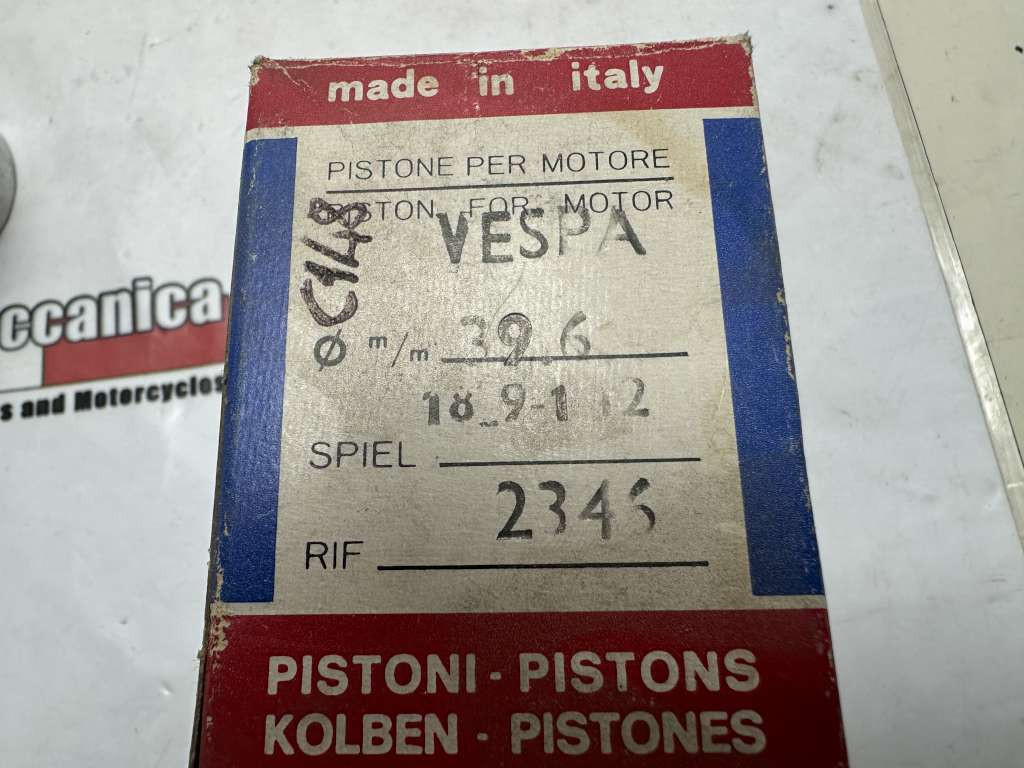 made in italy
PISTONE PER MOTORE
PISTON FOR MOTOR
VESPA
C148
Ø m/m 39.6
SPIEL
RIF
PISTONI - PISTONS
KOLBEN - PISTONES
ccanica
s and Motorcycles